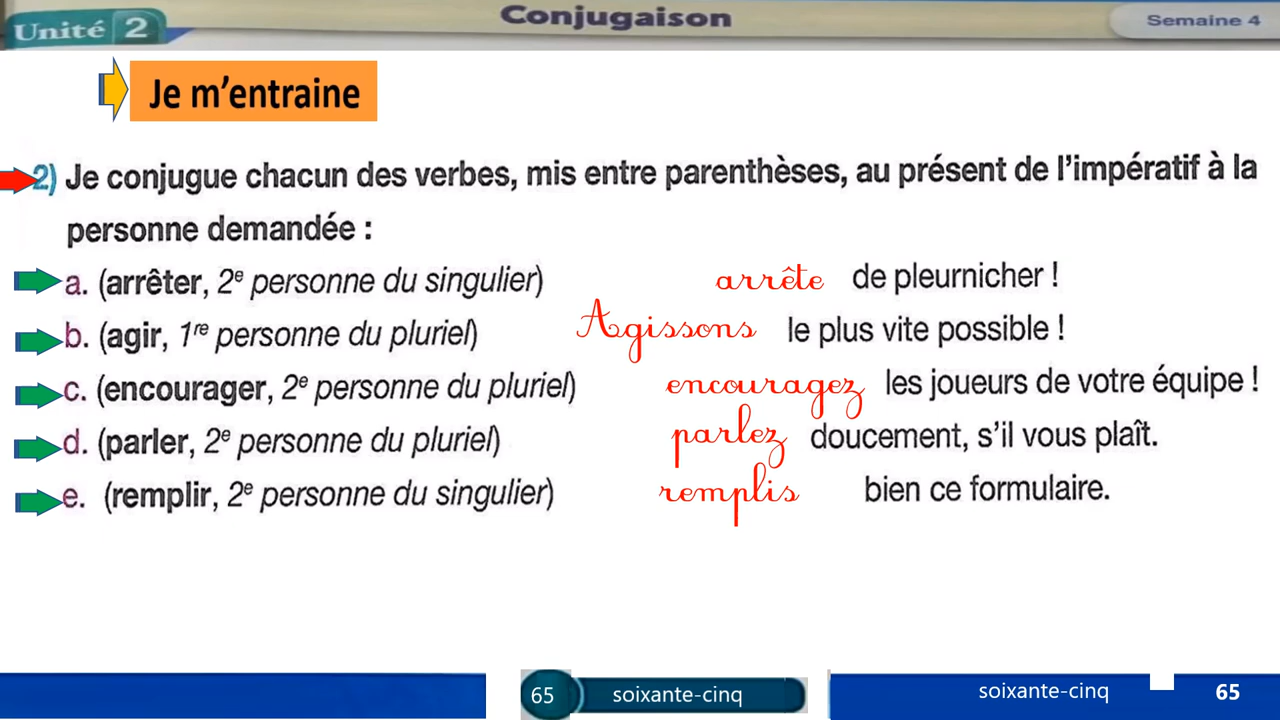 Unité 2 Conjugaison Semaine 4
Je m’entraine
2) Je conjugue chacun des verbes, mis entre parenthèses, au présent de l’impératif à la
personne demandée :
a. (arrêter, 2e personne du singulier) arrête de pleurnicher !
b. (agir, 1re personne du pluriel) Agissons le plus vite possible !
c. (encourager, 2e personne du pluriel) encouragez les joueurs de votre équipe !
d. (parler, 2e personne du pluriel) parlez doucement, s’il vous plaît.
e. (remplir, 2e personne du singulier) remplis bien ce formulaire.
65 soixante-cinq soixante-cinq 65